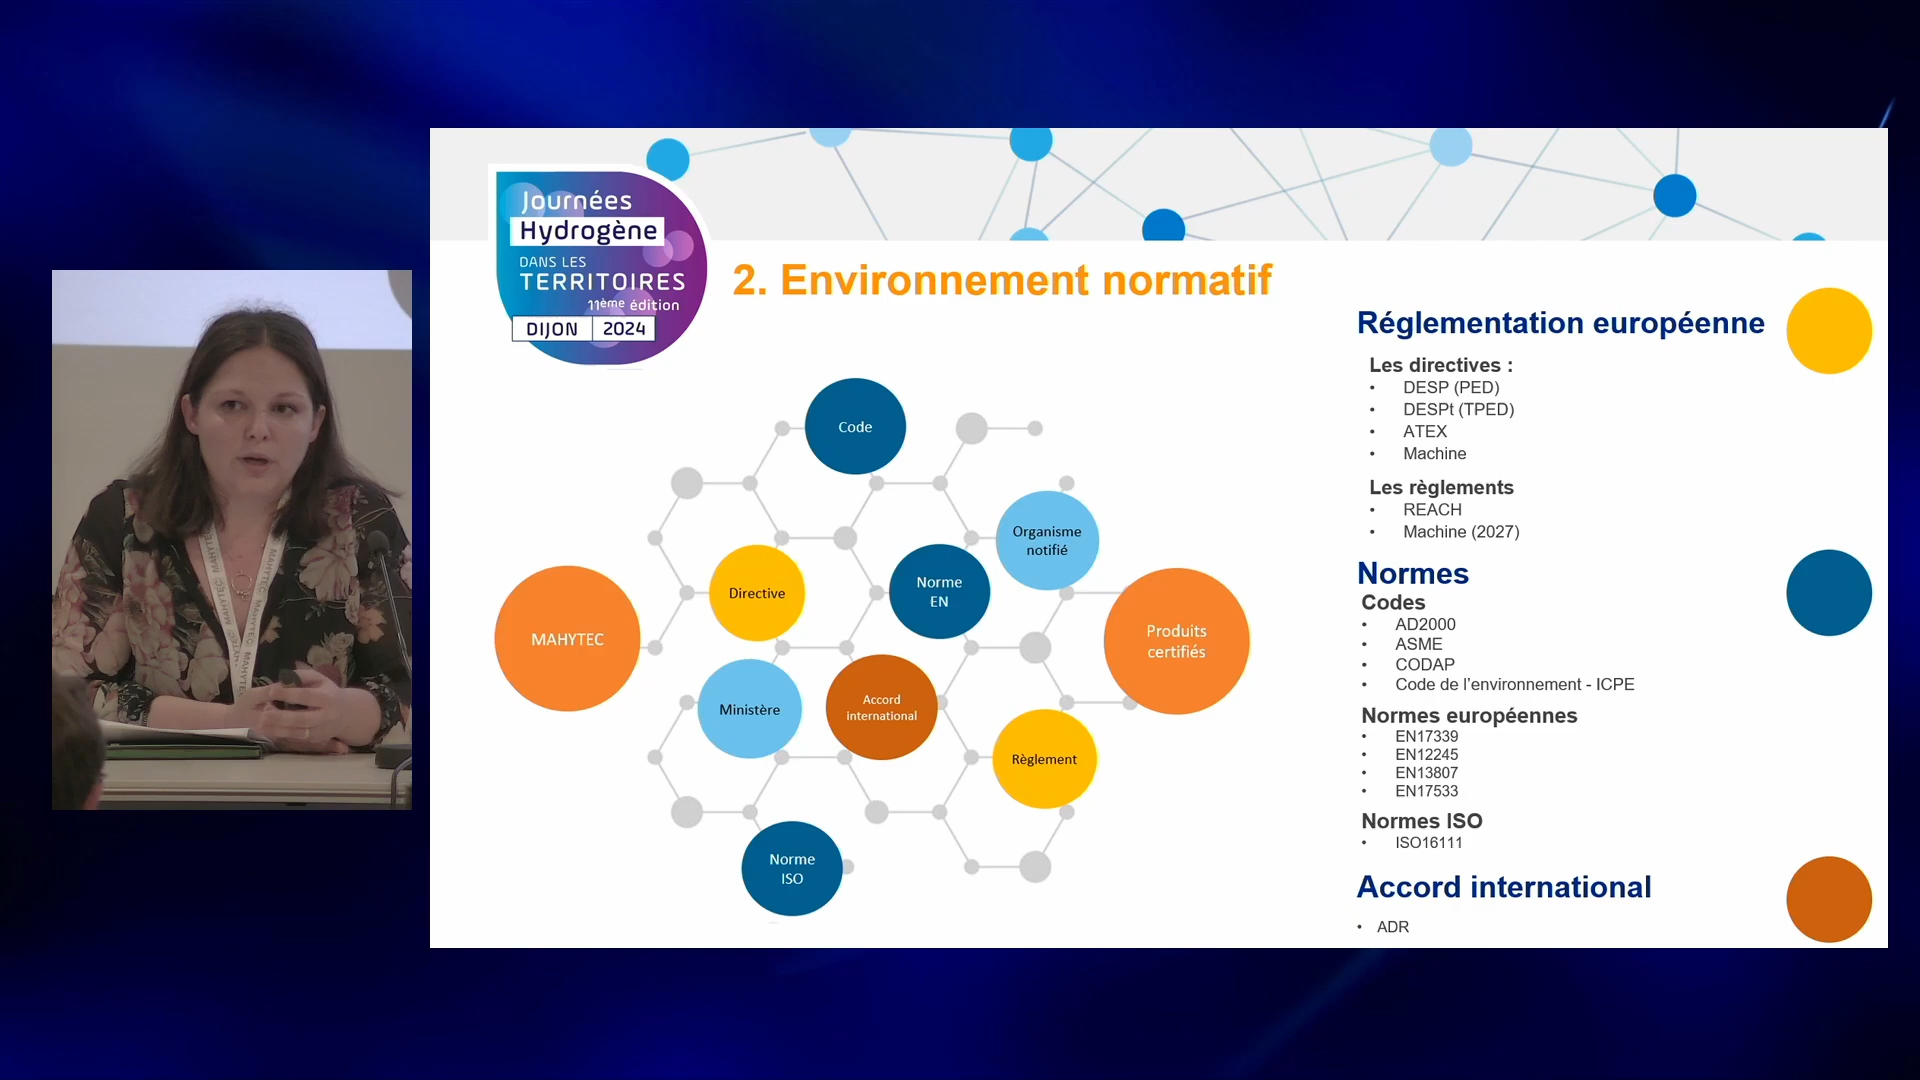 Journées
Hydrogène
DANS LES
TERRITOIRES
11ème édition
DIJON 2024
2. Environnement normatif
Code
Organisme
notifié
Directive
Norme
EN
MAHYTEC
Produits
certifiés
Ministère
Accord
international
Règlement
Norme
ISO
Réglementation européenne
Les directives :
• DESP (PED)
• DESPt (TPED)
• ATEX
• Machine
Les règlements
• REACH
• Machine (2027)
Normes
Codes
• AD2000
• ASME
• CODAP
• Code de l’environnement - ICPE
Normes européennes
• EN17339
• EN12245
• EN13807
• EN17533
Normes ISO
• ISO16111
Accord international
• ADR
MAHYTEC
MAHYTEC